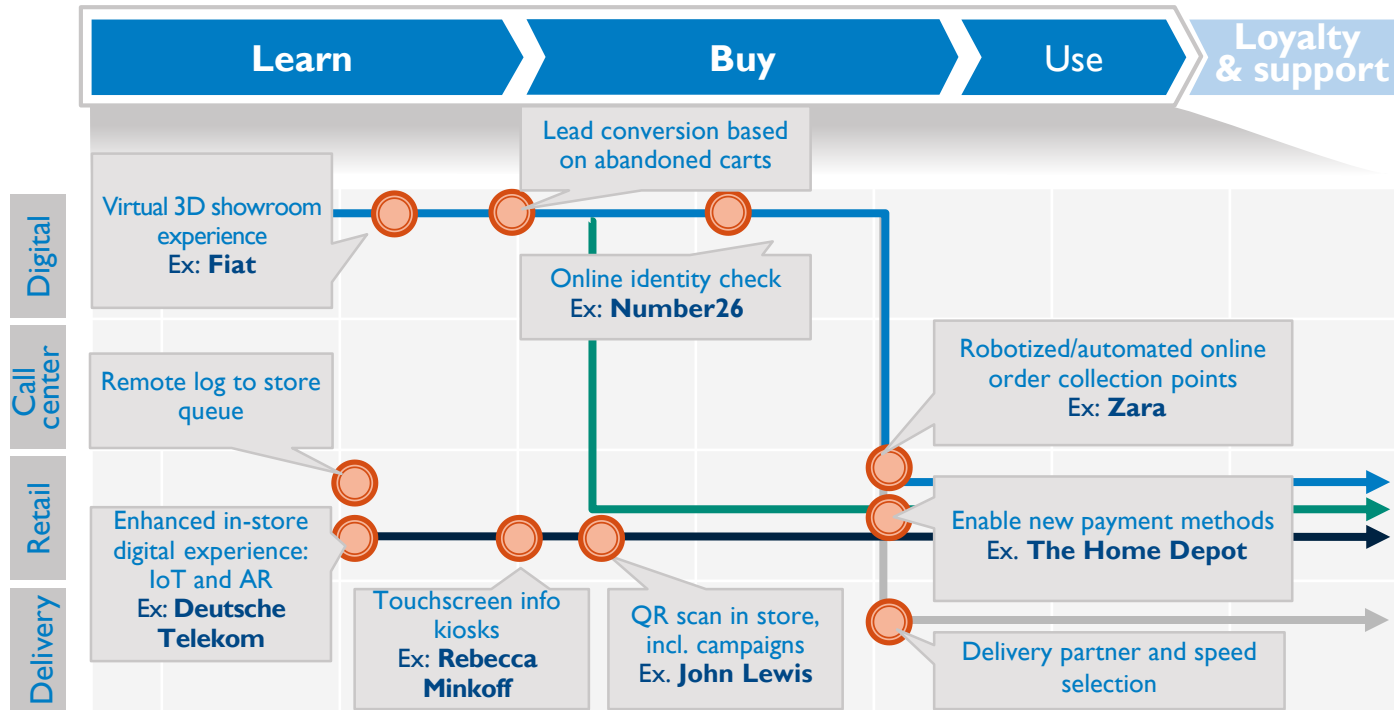 Learn
Buy
Use
Loyalty
& support
Lead conversion based
on abandoned carts
Digital
Virtual 3D showroom
experience
Ex: Fiat
Online identity check
Ex: Number26
Call
center
Remote log to store
queue
Robotized/automated online
order collection points
Ex: Zara
Retail
Enhanced in-store
digital experience:
IoT and AR
Ex: Deutsche
Telekom
Enable new payment methods
Ex. The Home Depot
Delivery
Touchscreen info
kiosks
Ex: Rebecca
Minkoff
QR scan in store,
incl. campaigns
Ex. John Lewis
Delivery partner and speed
selection